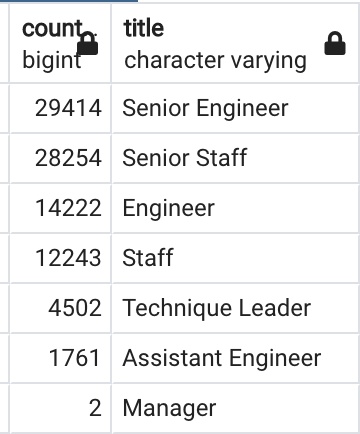 count title
bigint character varying
29414 Senior Engineer
28254 Senior Staff
14222 Engineer
12243 Staff
4502 Technique Leader
1761 Assistant Engineer
2 Manager